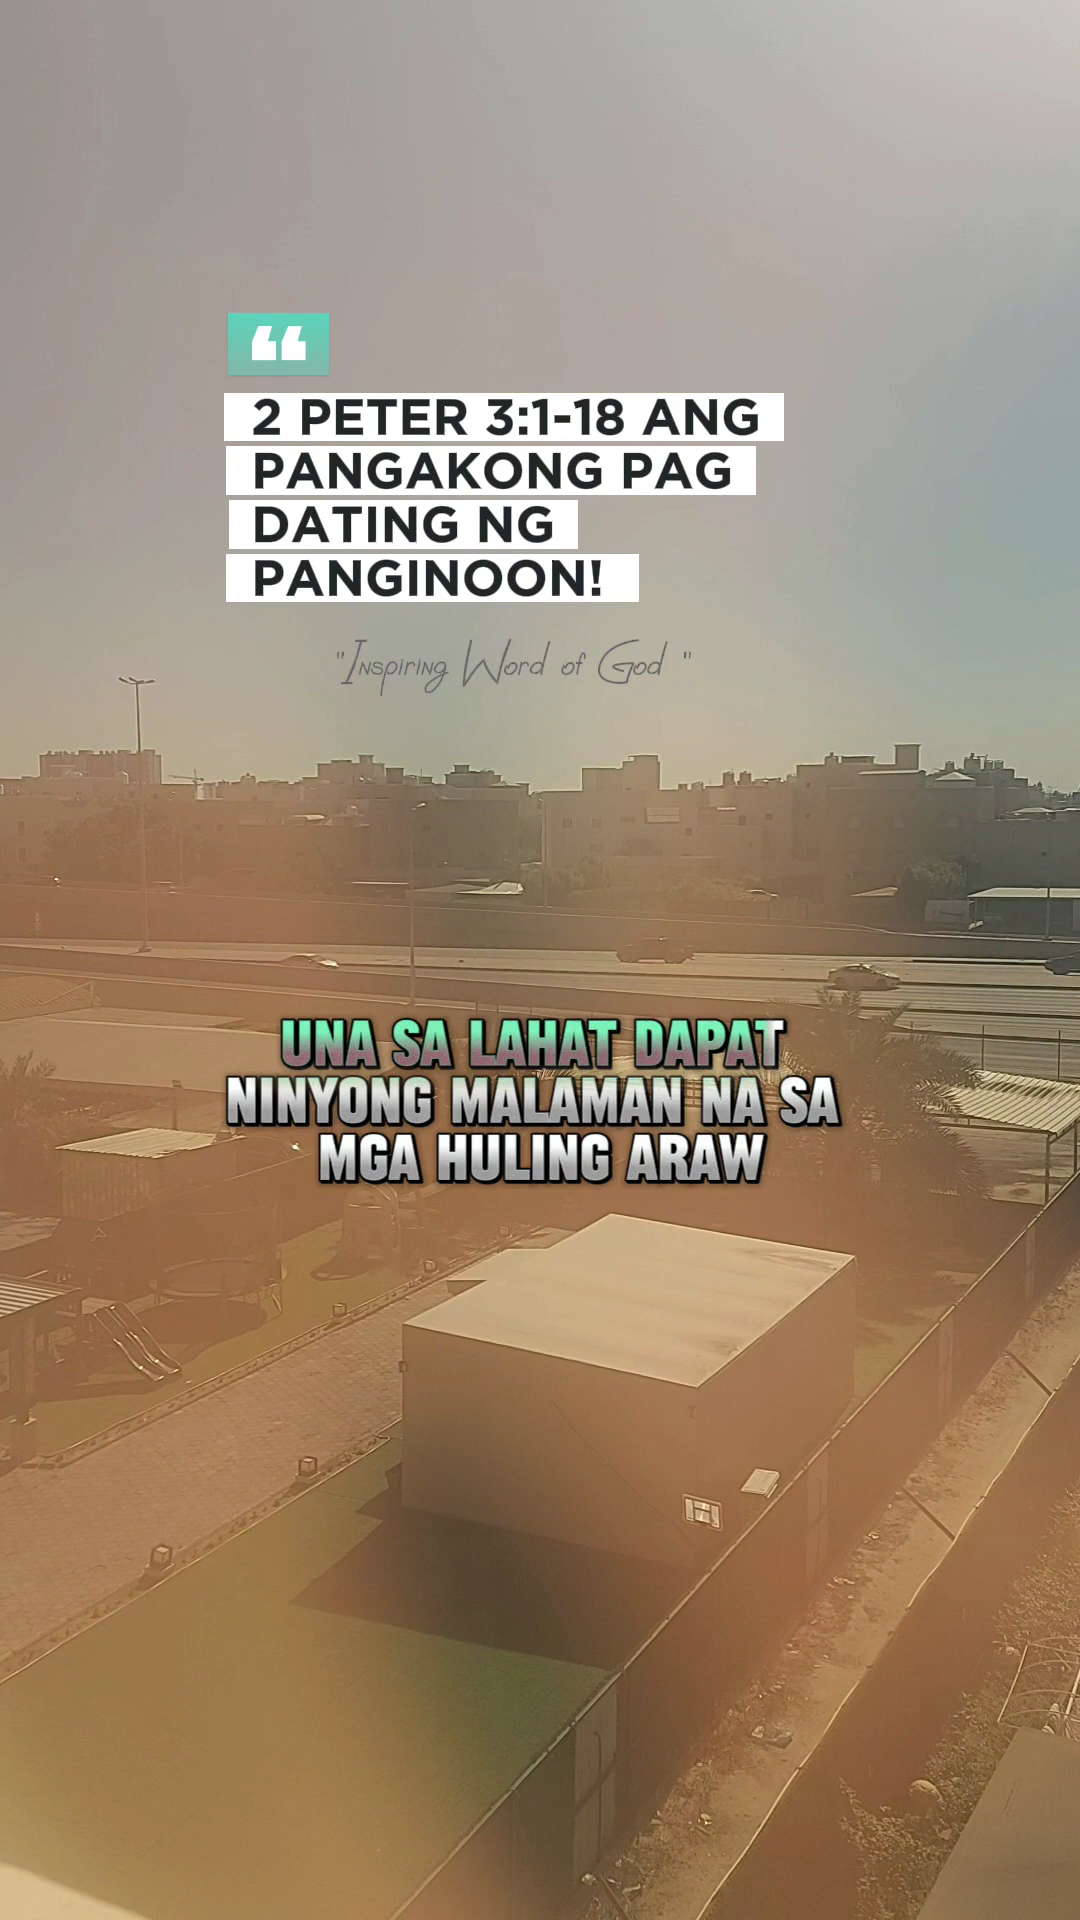 “
2 PETER 3:1-18 ANG
PANGAKONG PAG
DATING NG
PANGINOON!
"Inspiring Word of God "
UNA SA LAHAT DAPAT
NINYONG MALAMAN NA SA
MGA HULING ARAW